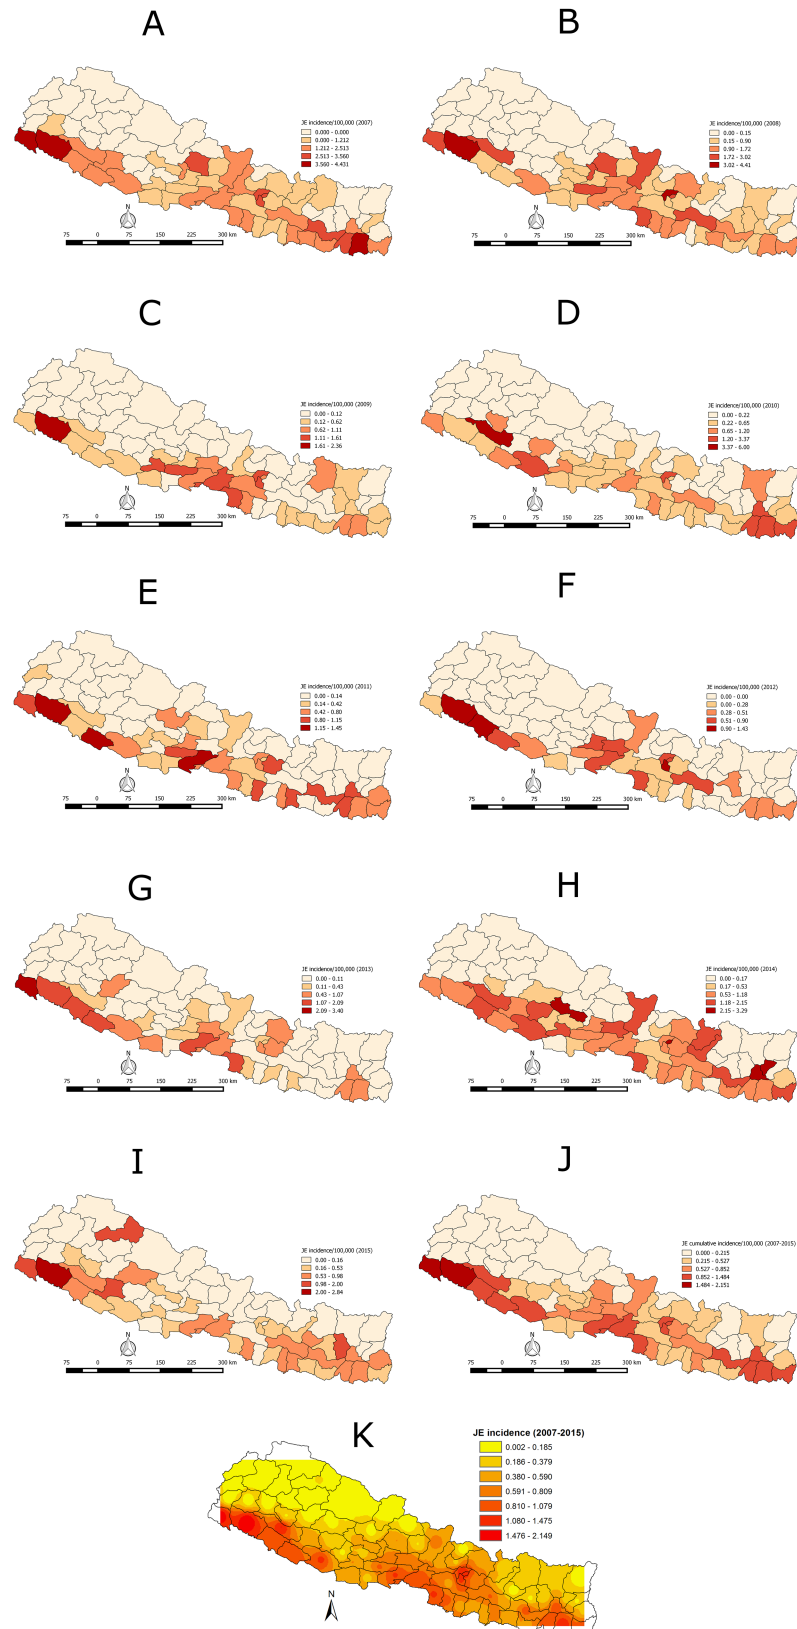 A
JE incidence/100,000 (2007)
0.000 - 0.000
0.000 - 1.212
1.212 - 2.513
2.513 - 3.560
3.560 - 4.431
N
75 0 75 150 225 300 km
B
JE incidence/100,000 (2008)
0.00 - 0.15
0.15 - 0.90
0.90 - 1.72
1.72 - 3.02
3.02 - 4.41
N
75 0 75 150 225 300 km
C
JE incidence/100,000 (2009)
0.00 - 0.12
0.12 - 0.62
0.62 - 1.11
1.11 - 1.61
1.61 - 2.36
N
75 0 75 150 225 300 km
D
JE incidence/100,000 (2010)
0.00 - 0.22
0.22 - 0.65
0.65 - 1.20
1.20 - 3.37
3.37 - 6.00
N
75 0 75 150 225 300 km
E
JE incidence/100,000 (2011)
0.00 - 0.14
0.14 - 0.42
0.42 - 0.80
0.80 - 1.15
1.15 - 1.45
N
75 0 75 150 225 300 km
F
JE incidence/100,000 (2012)
0.00 - 0.00
0.00 - 0.28
0.28 - 0.51
0.51 - 0.90
0.90 - 1.43
N
75 0 75 150 225 300 km
G
JE incidence/100,000 (2013)
0.00 - 0.11
0.11 - 0.43
0.43 - 1.07
1.07 - 2.09
2.09 - 3.40
N
75 0 75 150 225 300 km
H
JE incidence/100,000 (2014)
0.00 - 0.17
0.17 - 0.53
0.53 - 1.18
1.18 - 2.15
2.15 - 3.29
N
75 0 75 150 225 300 km
I
JE incidence/100,000 (2015)
0.00 - 0.16
0.16 - 0.53
0.53 - 0.98
0.98 - 2.00
2.00 - 2.84
N
75 0 75 150 225 300 km
J
JE cumulative incidence/100,000 (2007-2015)
0.000 - 0.215
0.215 - 0.527
0.527 - 0.852
0.852 - 1.484
1.484 - 2.151
N
75 0 75 150 225 300 km
K
JE incidence (2007-2015)
0.002 - 0.185
0.186 - 0.379
0.380 - 0.590
0.591 - 0.809
0.810 - 1.079
1.080 - 1.475
1.476 - 2.149
N